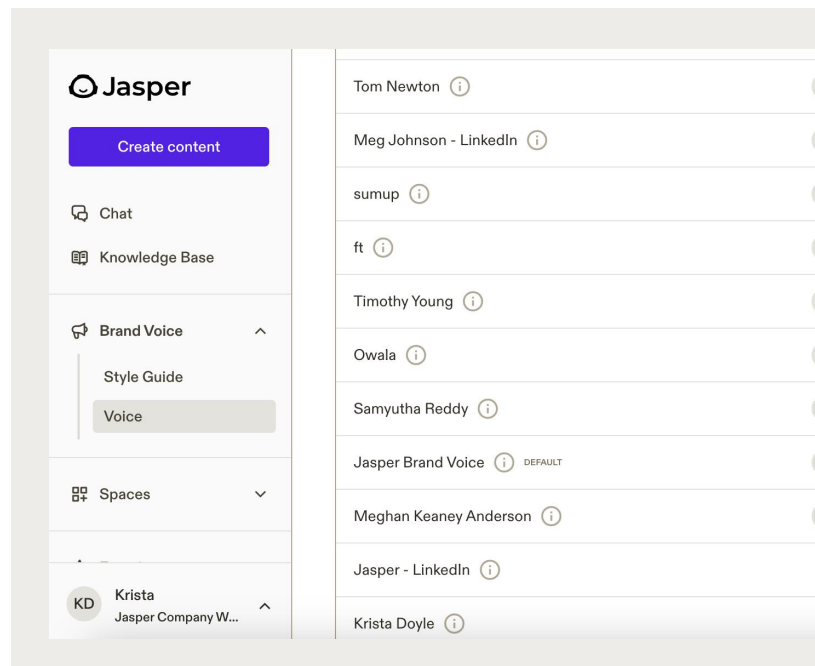 Jasper
Create content
Chat
Knowledge Base
Brand Voice
Style Guide
Voice
Spaces
KD
Krista
Jasper Company W...
Tom Newton
Meg Johnson - LinkedIn
sumup
ft
Timothy Young
Owala
Samyutha Reddy
Jasper Brand Voice DEFAULT
Meghan Keaney Anderson
Jasper - LinkedIn
Krista Doyle